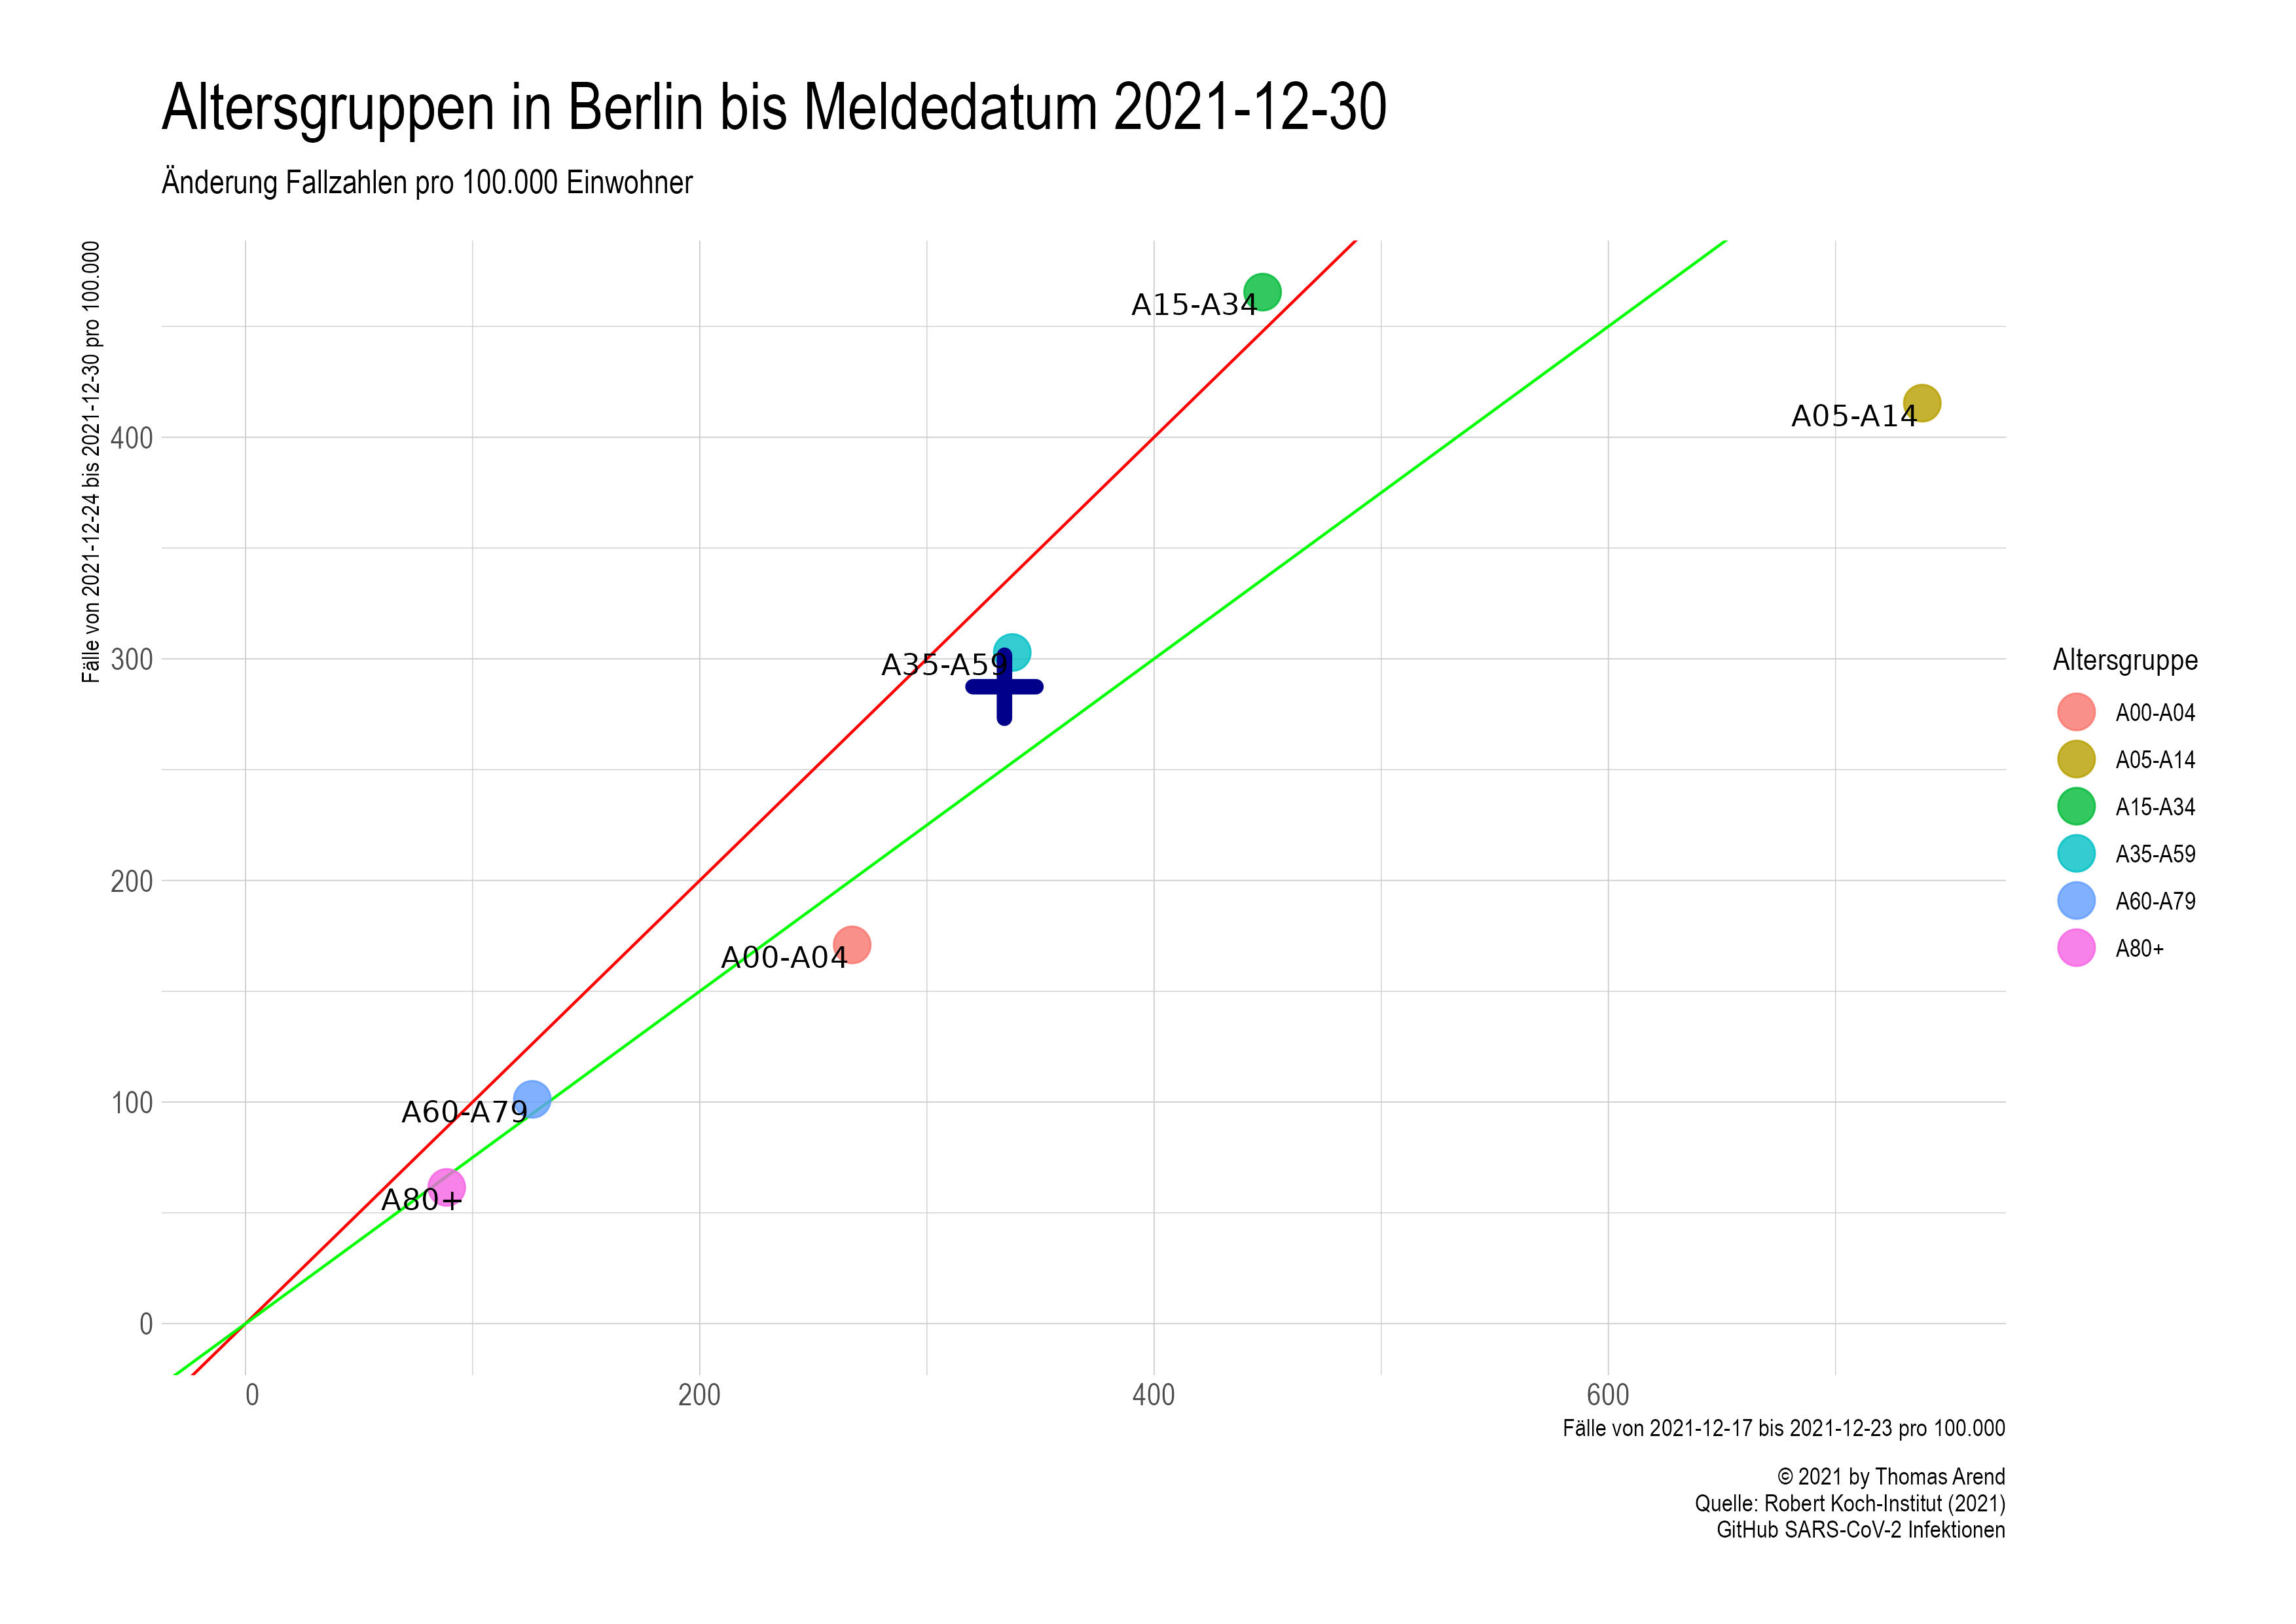 Altersgruppen in Berlin bis Meldedatum 2021-12-30
Änderung Fallzahlen pro 100.000 Einwohner
Fälle von 2021-12-24 bis 2021-12-30 pro 100.000
400
300
200
100
0
A15-A34
A05-A14
A35-A59
A00-A04
A60-A79
A80+
0
200
400
600
Fälle von 2021-12-17 bis 2021-12-23 pro 100.000
Altersgruppe
A00-A04
A05-A14
A15-A34
A35-A59
A60-A79
A80+
© 2021 by Thomas Arend
Quelle: Robert Koch-Institut (2021)
GitHub SARS-CoV-2 Infektionen